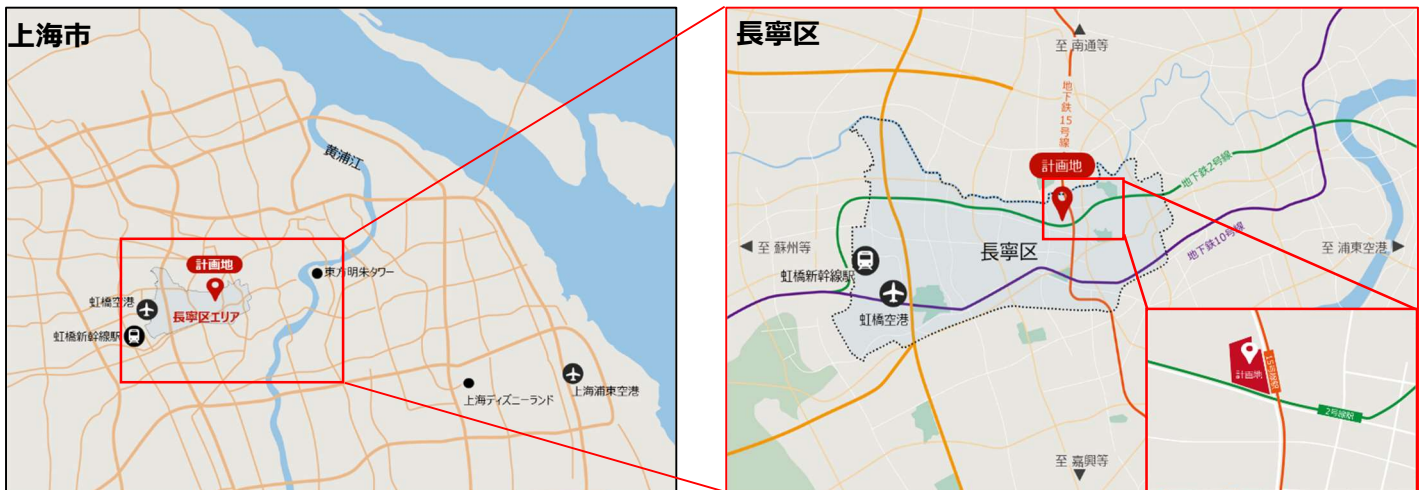 上海市
黄浦江
計画地
東方明朱タワー
虹橋空港
長寧区エリア
虹橋新幹線駅
上海ディズニーランド
上海浦東空港
長寧区
至 南通等
地下鉄15号線
計画地
地下鉄2号線
至 蘇州等
長寧区
地下鉄10号線
至 浦東空港
虹橋新幹線駅
虹橋空港
至 嘉興等
計画地
15号線駅
2号線駅